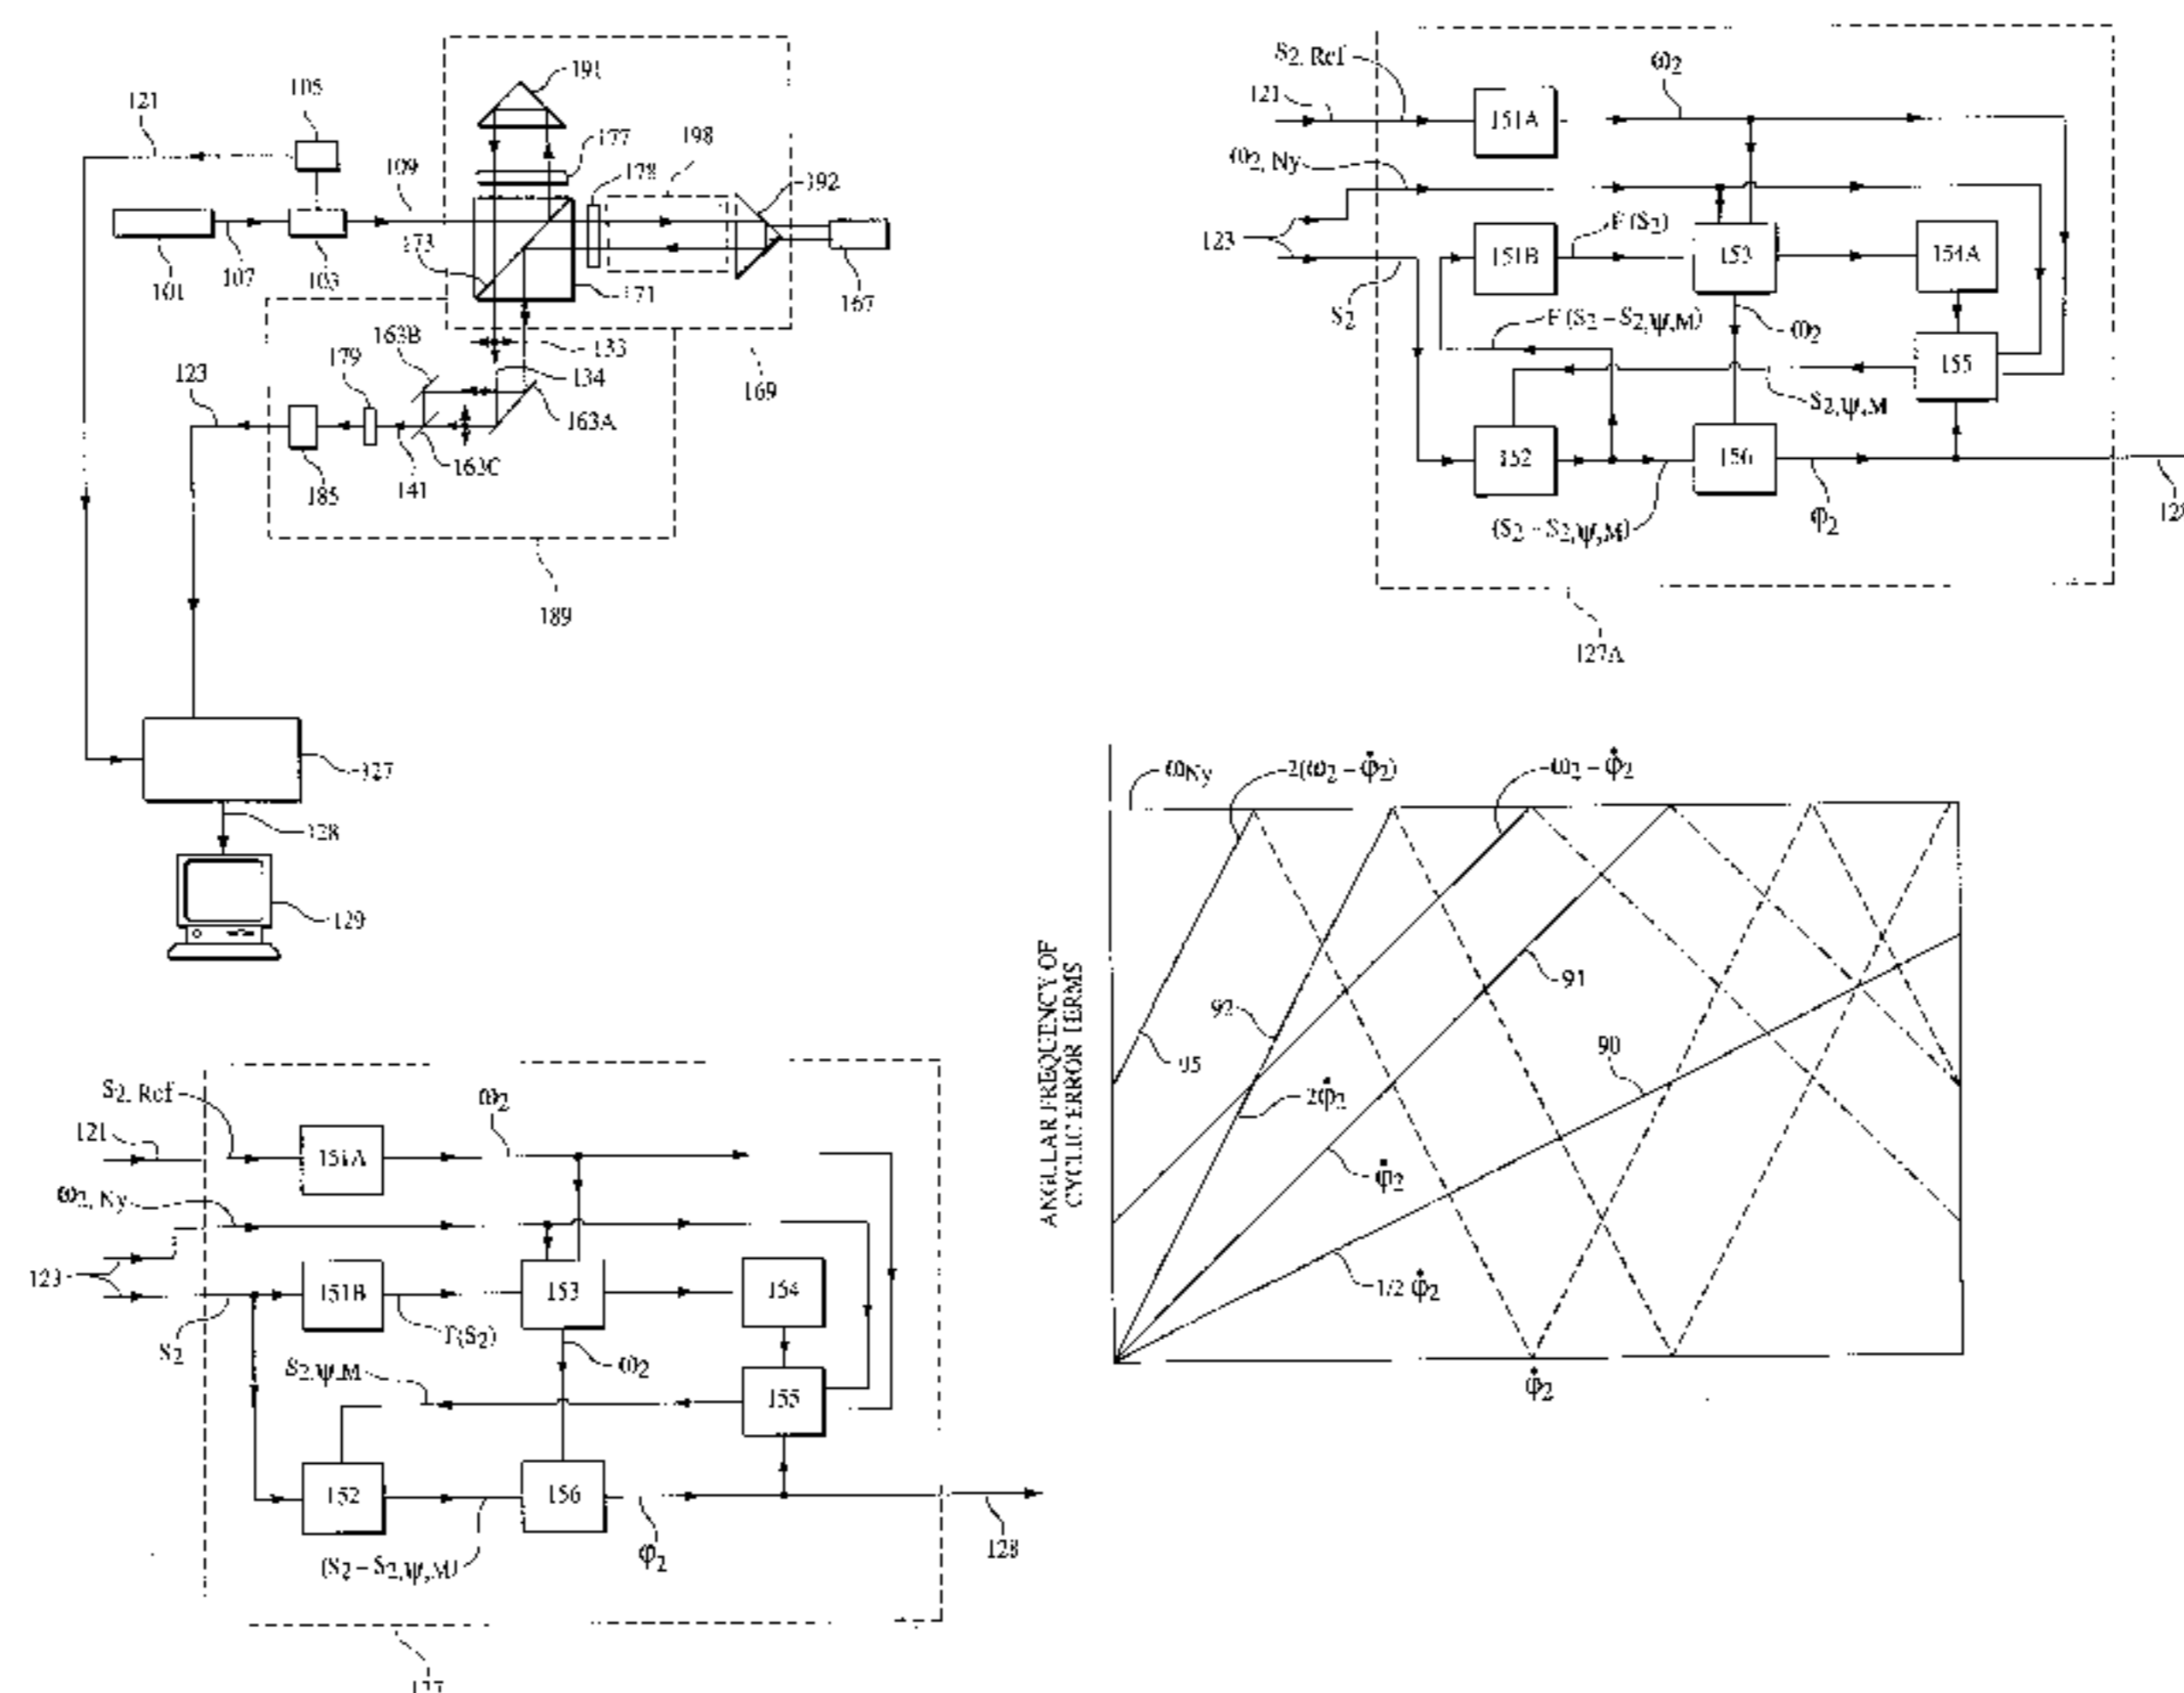 191
105
121
177
198
178
192
109
173
101
107
103
171
167
163B
133
134
179
169
123
163A
163C
185
141
189
127
128
129
S2, Ref
ω2
121
151A
ω2, Ny
F(S2)
123
151B
153
154A
S2
F(S2 – S2,ψ,M)
ω2
155
S2,ψ,M
152
156
(S2 – S2,ψ,M)
φ2
127A
ωNy
2(ω2 – φ̇2)
ω2 – φ̇2
91
92
95
90
2φ̇2
φ̇2
1/2 φ̇2
φ̇2
ANGULAR FREQUENCY OF
CYCLIC ERROR TERMS
S2, Ref
ω2
121
151A
ω2, Ny
123
151B
153
154
F(S2)
S2
S2,ψ,M
ω2
155
152
156
(S2 – S2,ψ,M)
φ2
128